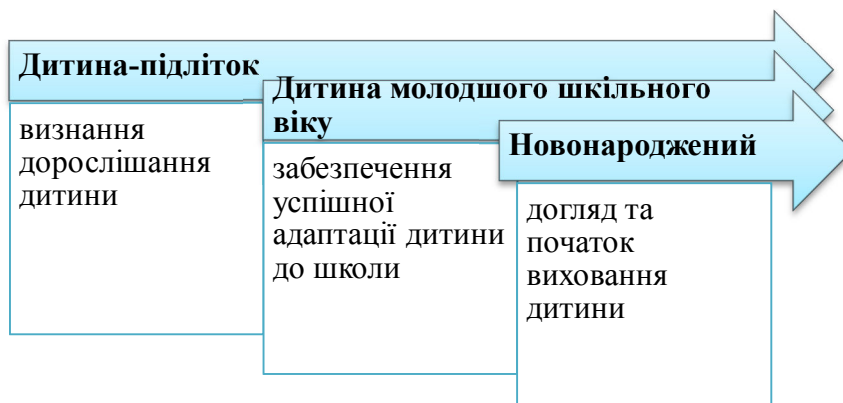 Дитина-підліток
визнання
дорослішання
дитини
Дитина молодшого шкільного
віку
забезпечення
успішної
адаптації дитини
до школи
Новонароджений
догляд та
початок
виховання
дитини